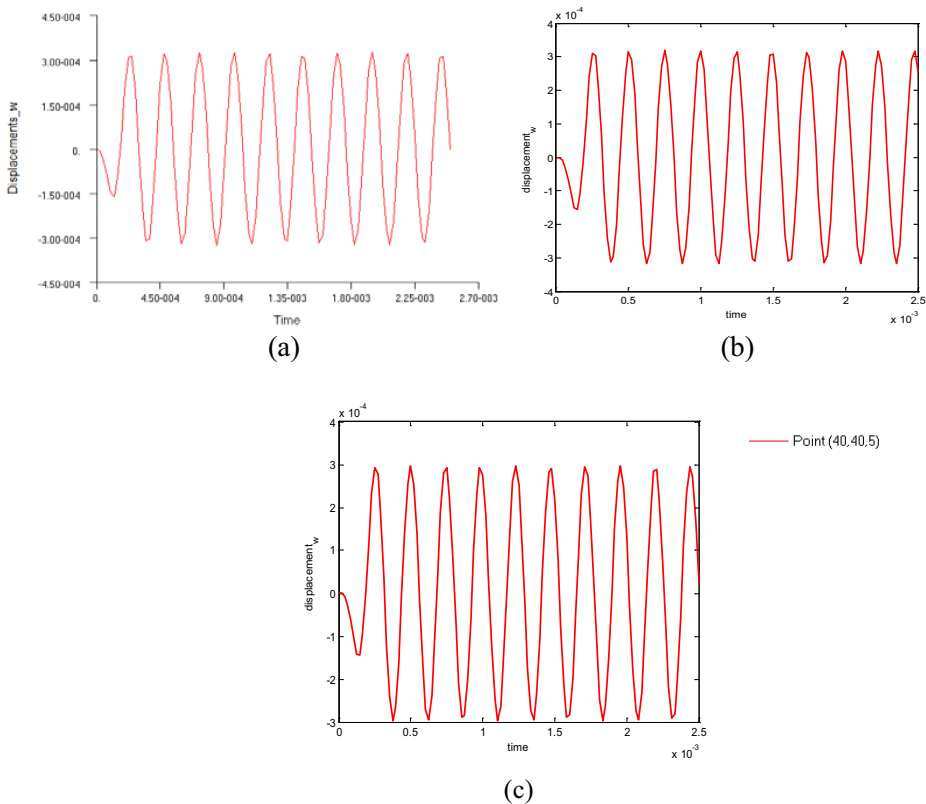 4.50-004
3.00-004
1.50-004
0.
-1.50-004
-3.00-004
-4.50-004
Displacements_w
0. 4.50-004 9.00-004 1.35-003 1.80-003 2.25-003 2.70-003
Time
(a)
x 10-4
4
3
2
1
0
-1
-2
-3
-4
displacementw
0 0.5 1 1.5 2 2.5
time
x 10-3
(b)
x 10-4
4
3
2
1
0
-1
-2
-3
displacementw
0 0.5 1 1.5 2 2.5
time
x 10-3
Point (40,40,5)
(c)